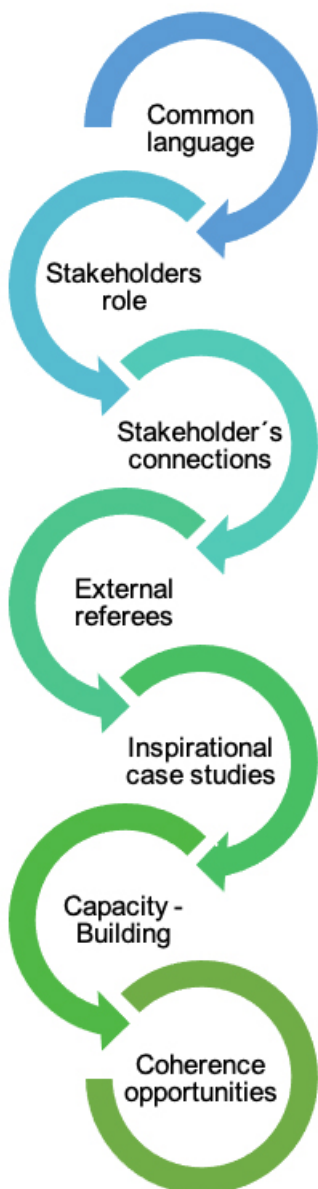 Common
language
Stakeholders
role
Stakeholder´s
connections
External
referees
Inspirational
case studies
Capacity -
Building
Coherence
opportunities